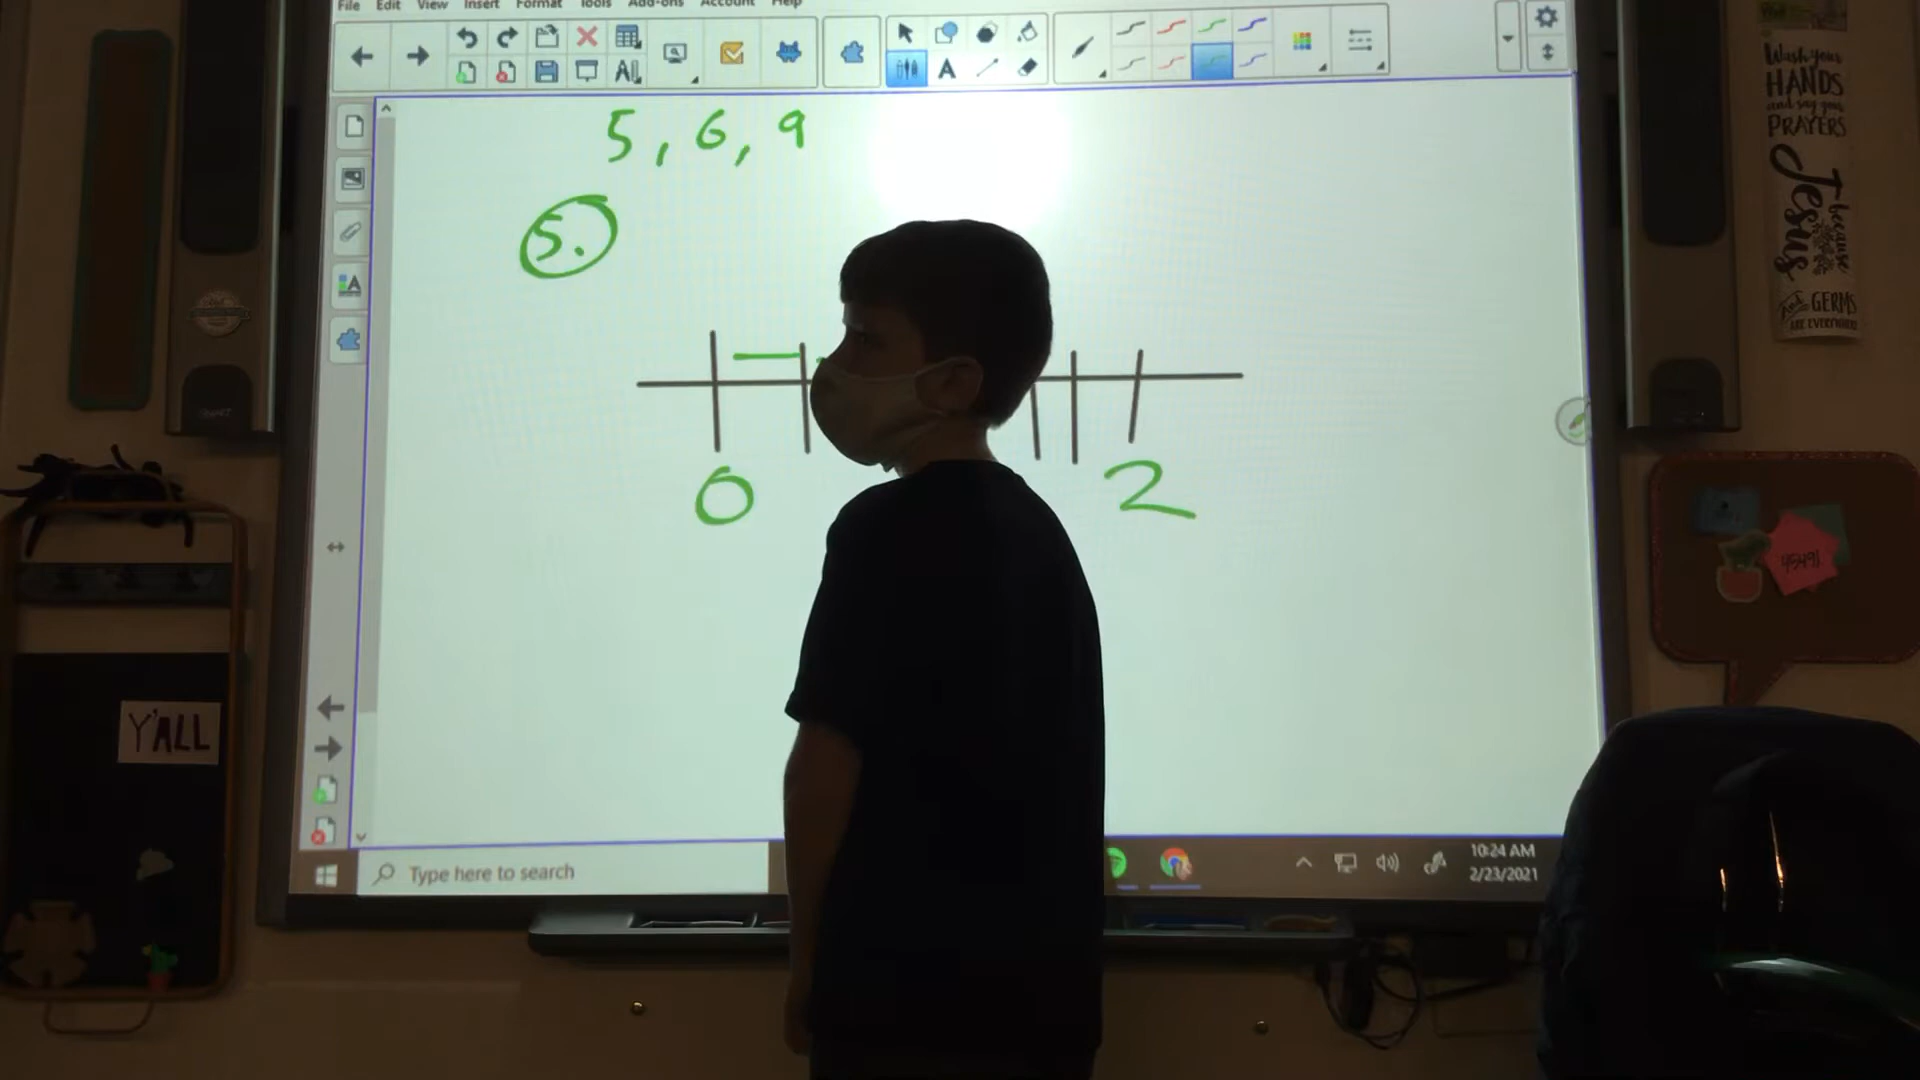 File Edit View Insert Format Tools Add-ons Account Help
A
5, 6, 9
5.
0 2
Y'ALL
Type here to search
10:24 AM
2/23/2021
Wash your
HANDS
and say your
PRAYERS
because
Jesus
And GERMS
ARE EVERYWHERE
45491